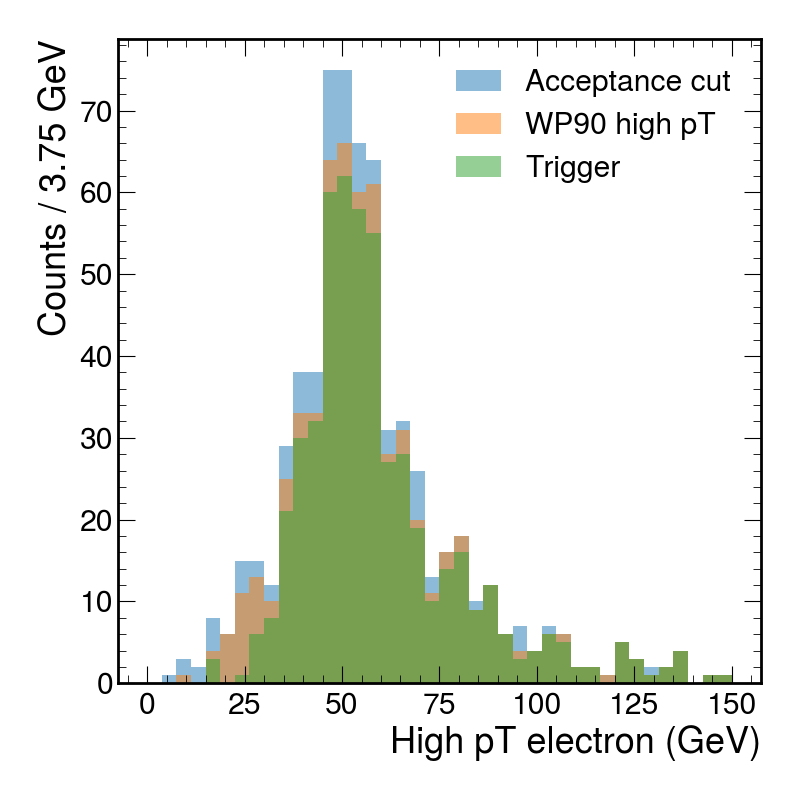 Counts / 3.75 GeV
70
60
50
40
30
20
10
0
Acceptance cut
WP90 high pT
Trigger
0 25 50 75 100 125 150
High pT electron (GeV)